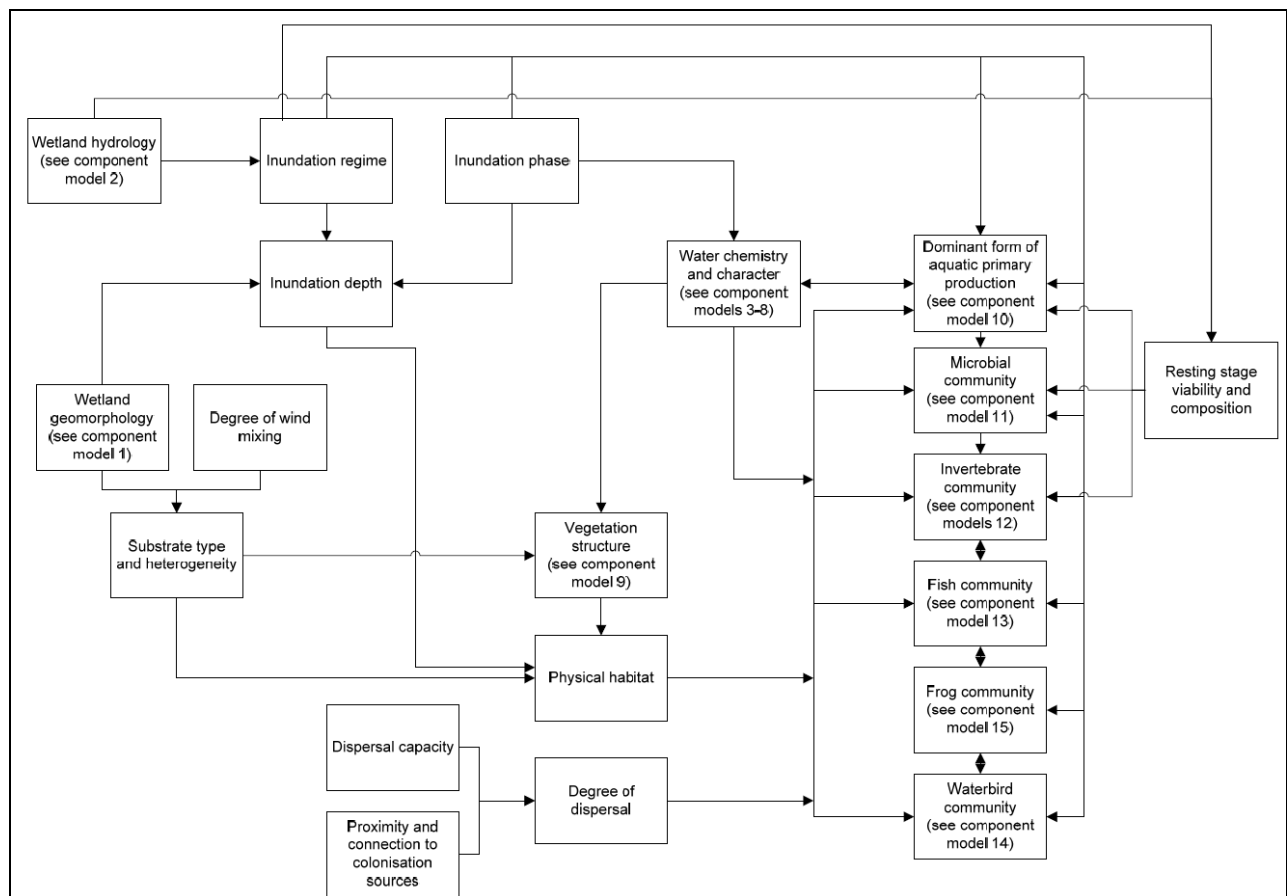 Wetland hydrology
(see component
model 2)
Inundation regime
Inundation phase
Inundation depth
Water chemistry
and character
(see component
models 3-8)
Dominant form of
aquatic primary
production
(see component
model 10)
Microbial
community
(see component
model 11)
Resting stage
viability and
composition
Wetland
geomorphology
(see component
model 1)
Degree of wind
mixing
Invertebrate
community
(see component
models 12)
Substrate type
and heterogeneity
Vegetation
structure
(see component
model 9)
Fish community
(see component
model 13)
Physical habitat
Frog community
(see component
model 15)
Dispersal capacity
Degree of
dispersal
Waterbird
community
(see component
model 14)
Proximity and
connection to
colonisation
sources